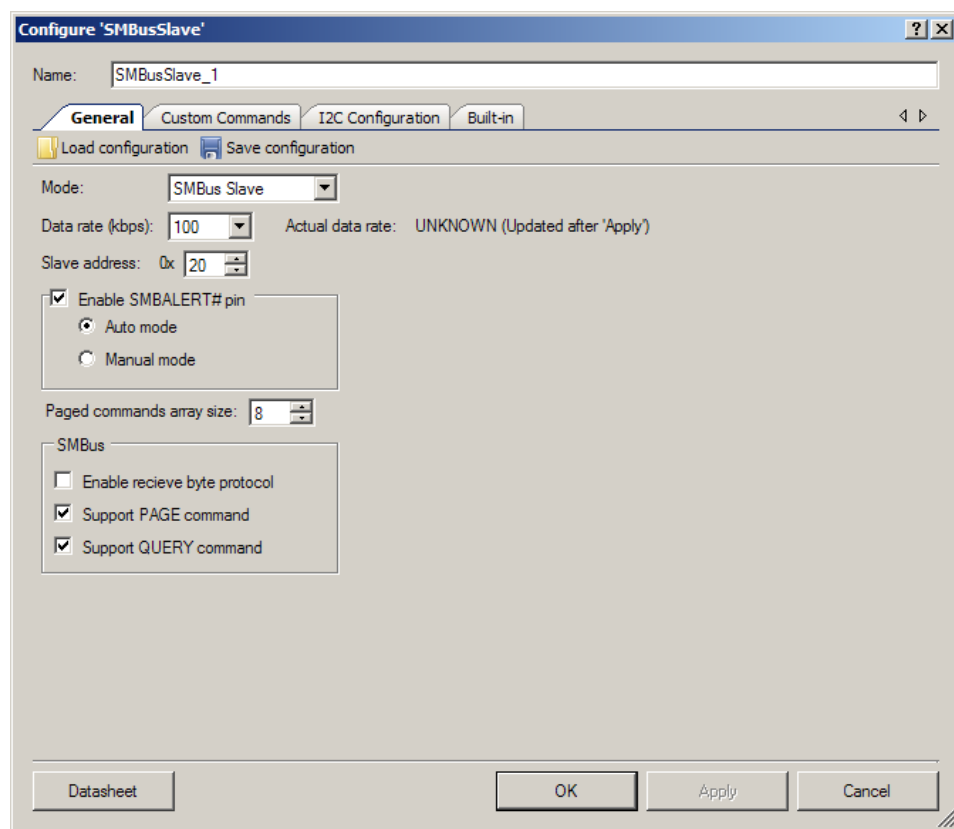 Configure 'SMBusSlave'
Name: SMBusSlave_1
General Custom Commands I2C Configuration Built-in
Load configuration Save configuration
Mode: SMBus Slave
Data rate (kbps): 100 Actual data rate: UNKNOWN (Updated after 'Apply')
Slave address: 0x 20
Enable SMBALERT# pin
Auto mode
Manual mode
Paged commands array size: 8
SMBus
Enable recieve byte protocol
Support PAGE command
Support QUERY command
Datasheet OK Apply Cancel